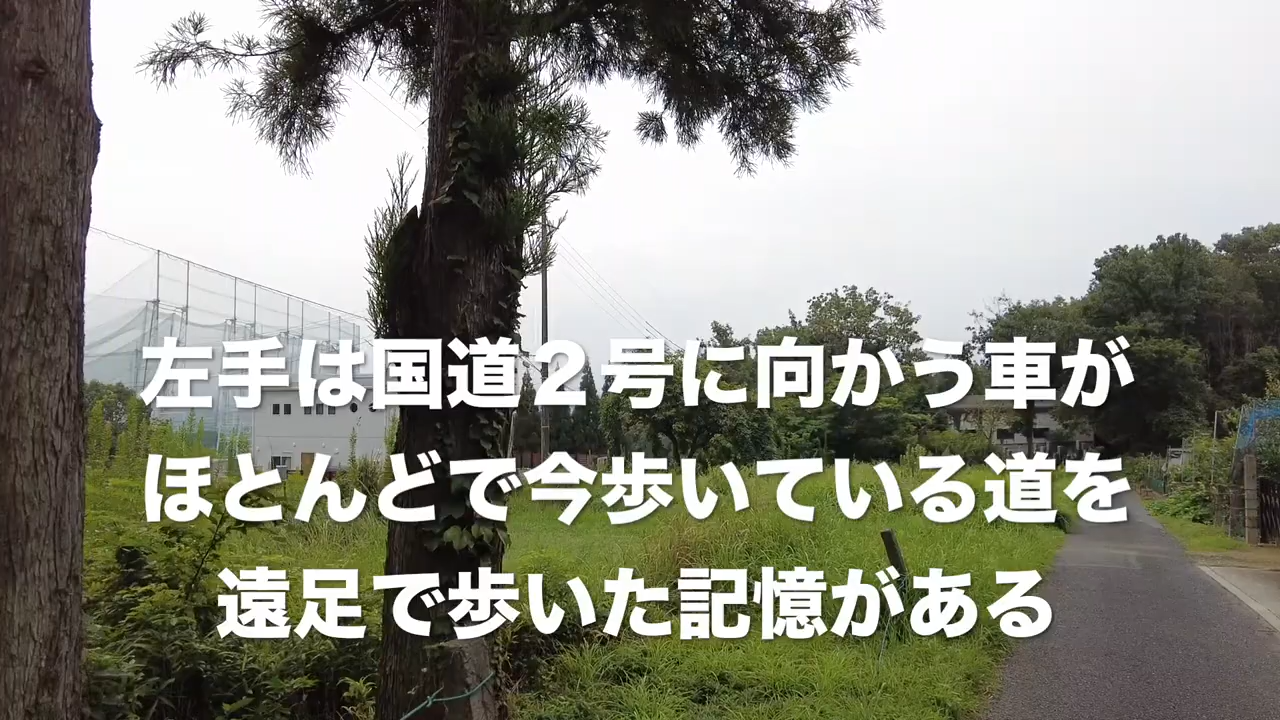 左手は国道２号に向かう車が
ほとんどで今歩いている道を
遠足で歩いた記憶がある